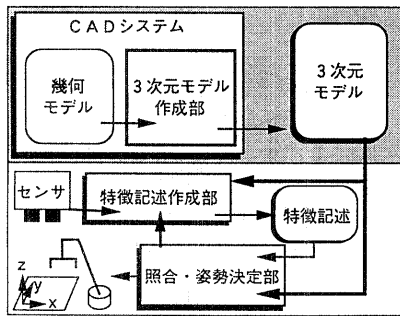 CADシステム
幾何
モデル
3次元モデル
作成部
3次元
モデル
センサ
特徴記述作成部
特徴記述
照合・姿勢決定部
z
y
x